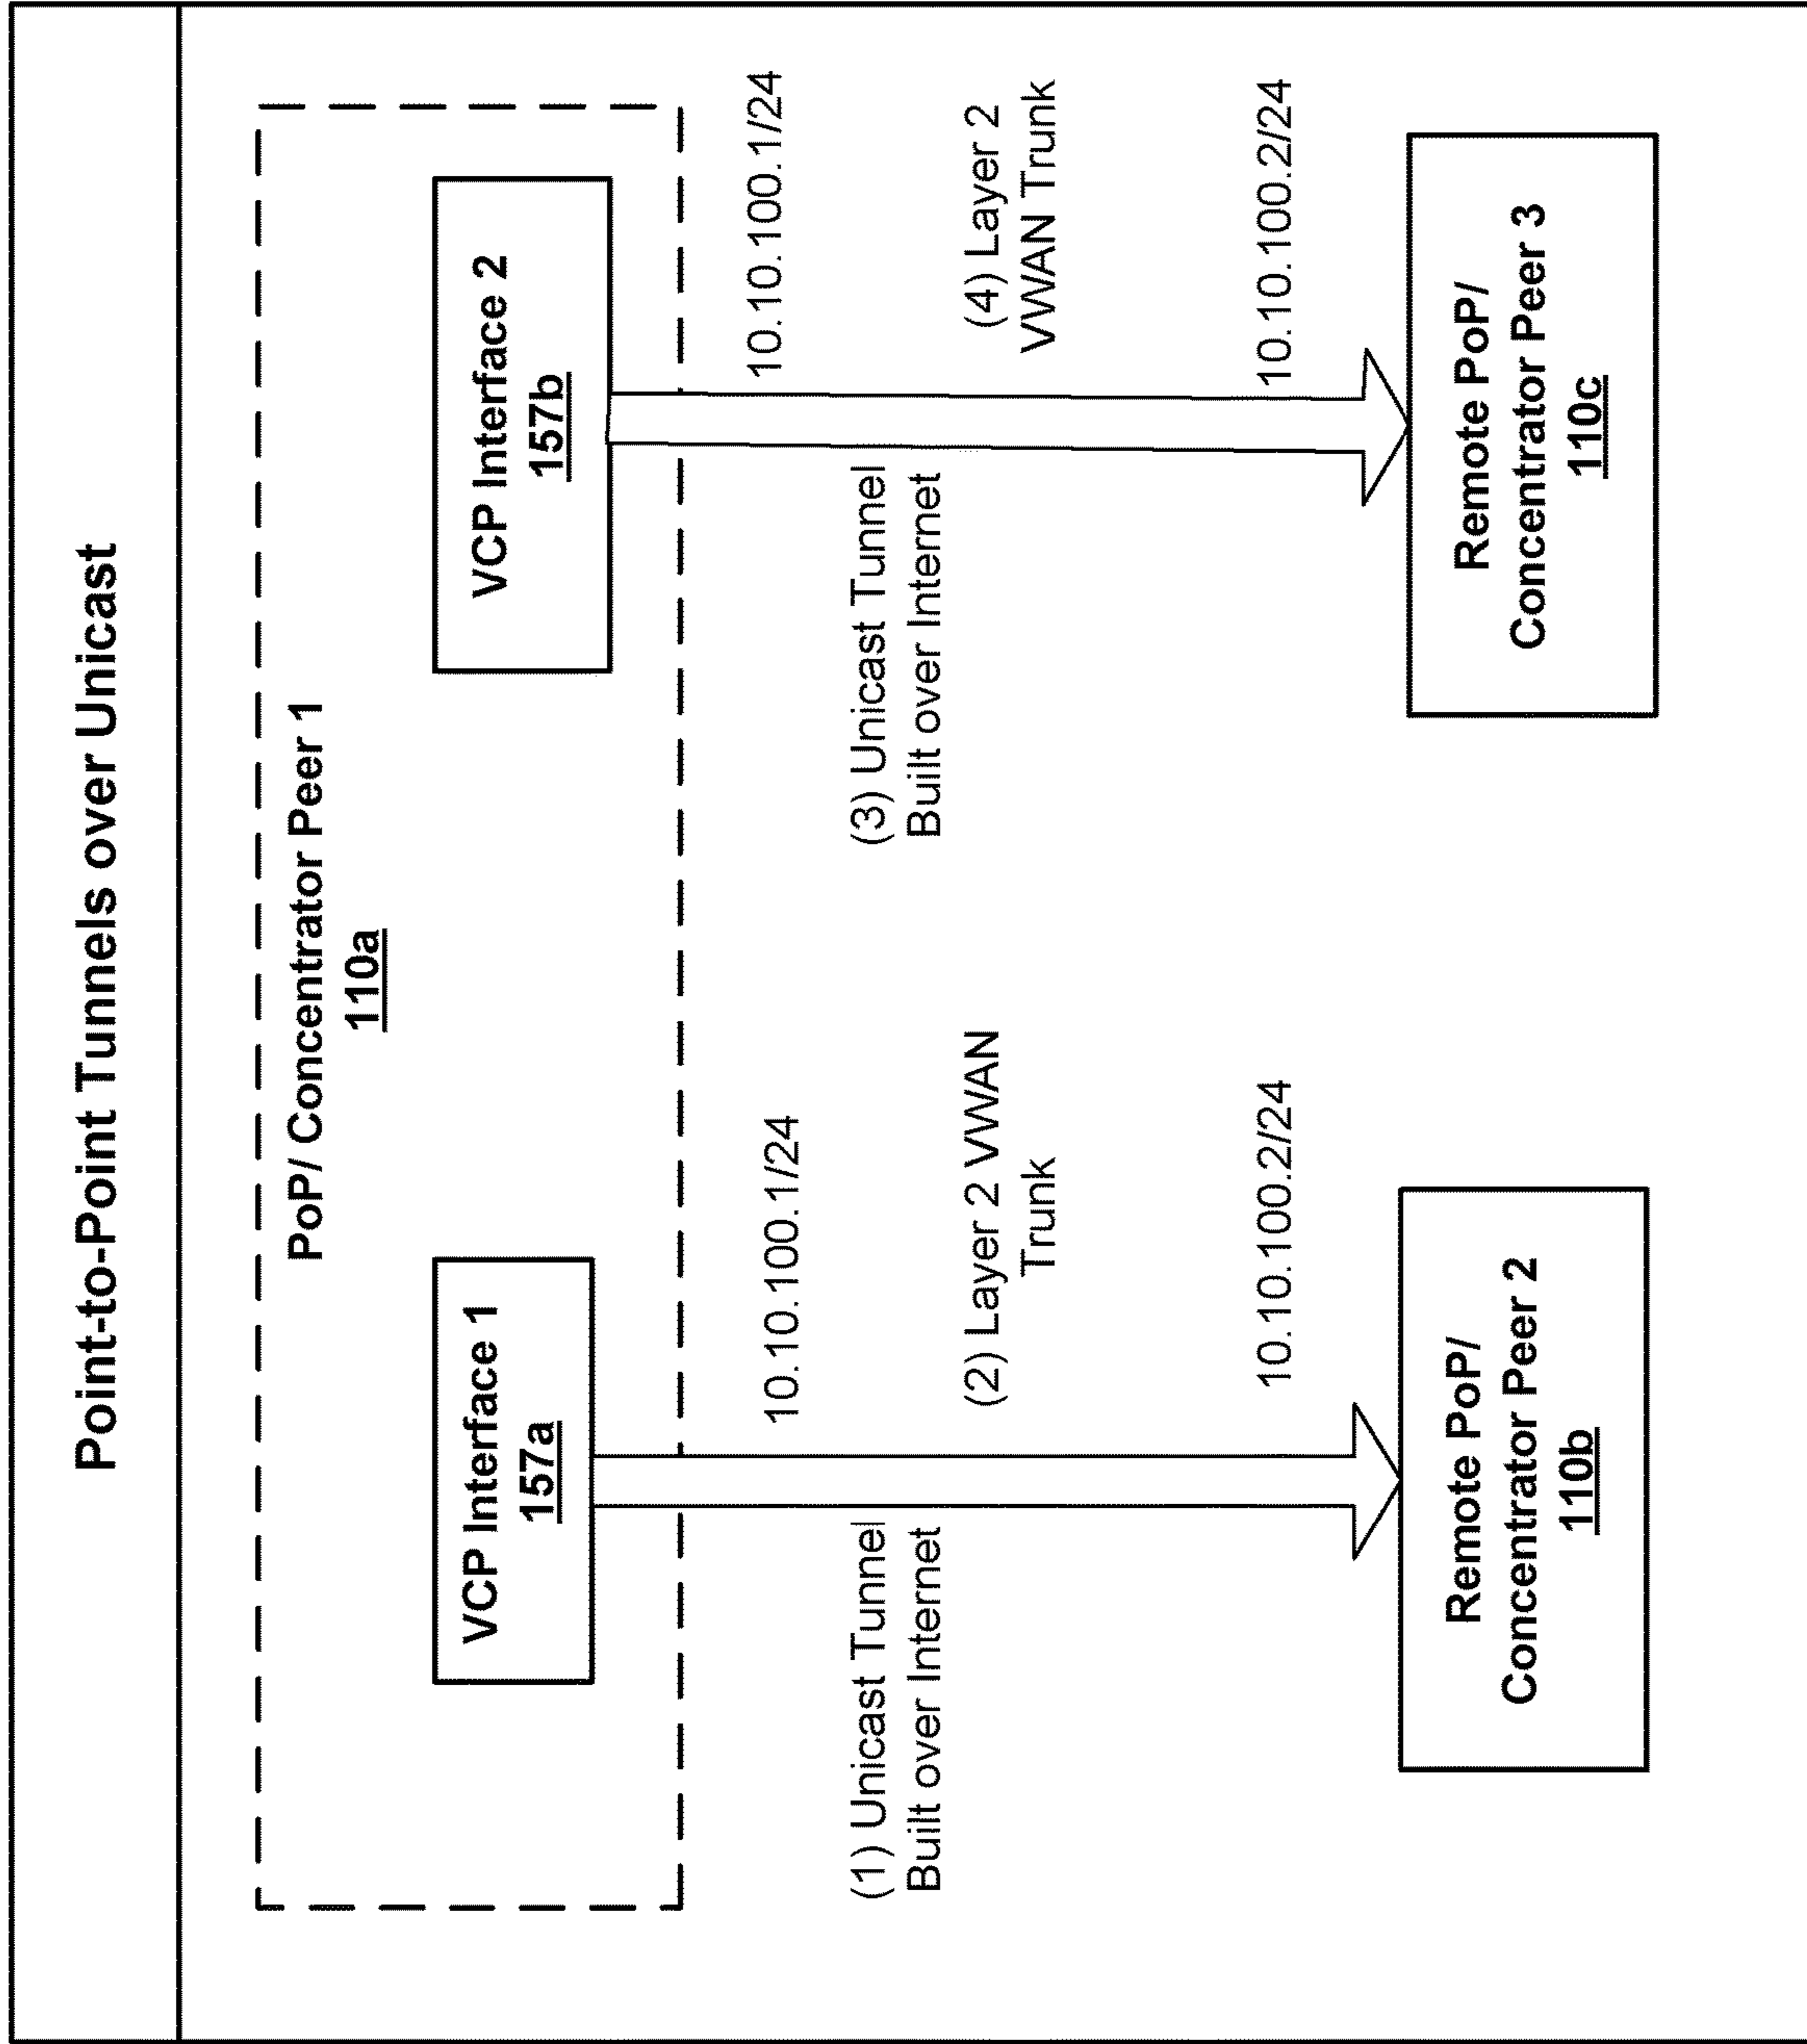 Point-to-Point Tunnels over Unicast
PoP/ Concentrator Peer 1
110a
VCP Interface 1
157a
VCP Interface 2
157b
10.10.100.1/24
(1) Unicast Tunnel
Built over Internet
(2) Layer 2 VWAN
Trunk
10.10.100.2/24
10.10.100.1/24
(3) Unicast Tunnel
Built over Internet
(4) Layer 2
VWAN Trunk
10.10.100.2/24
Remote PoP/
Concentrator Peer 2
110b
Remote PoP/
Concentrator Peer 3
110c